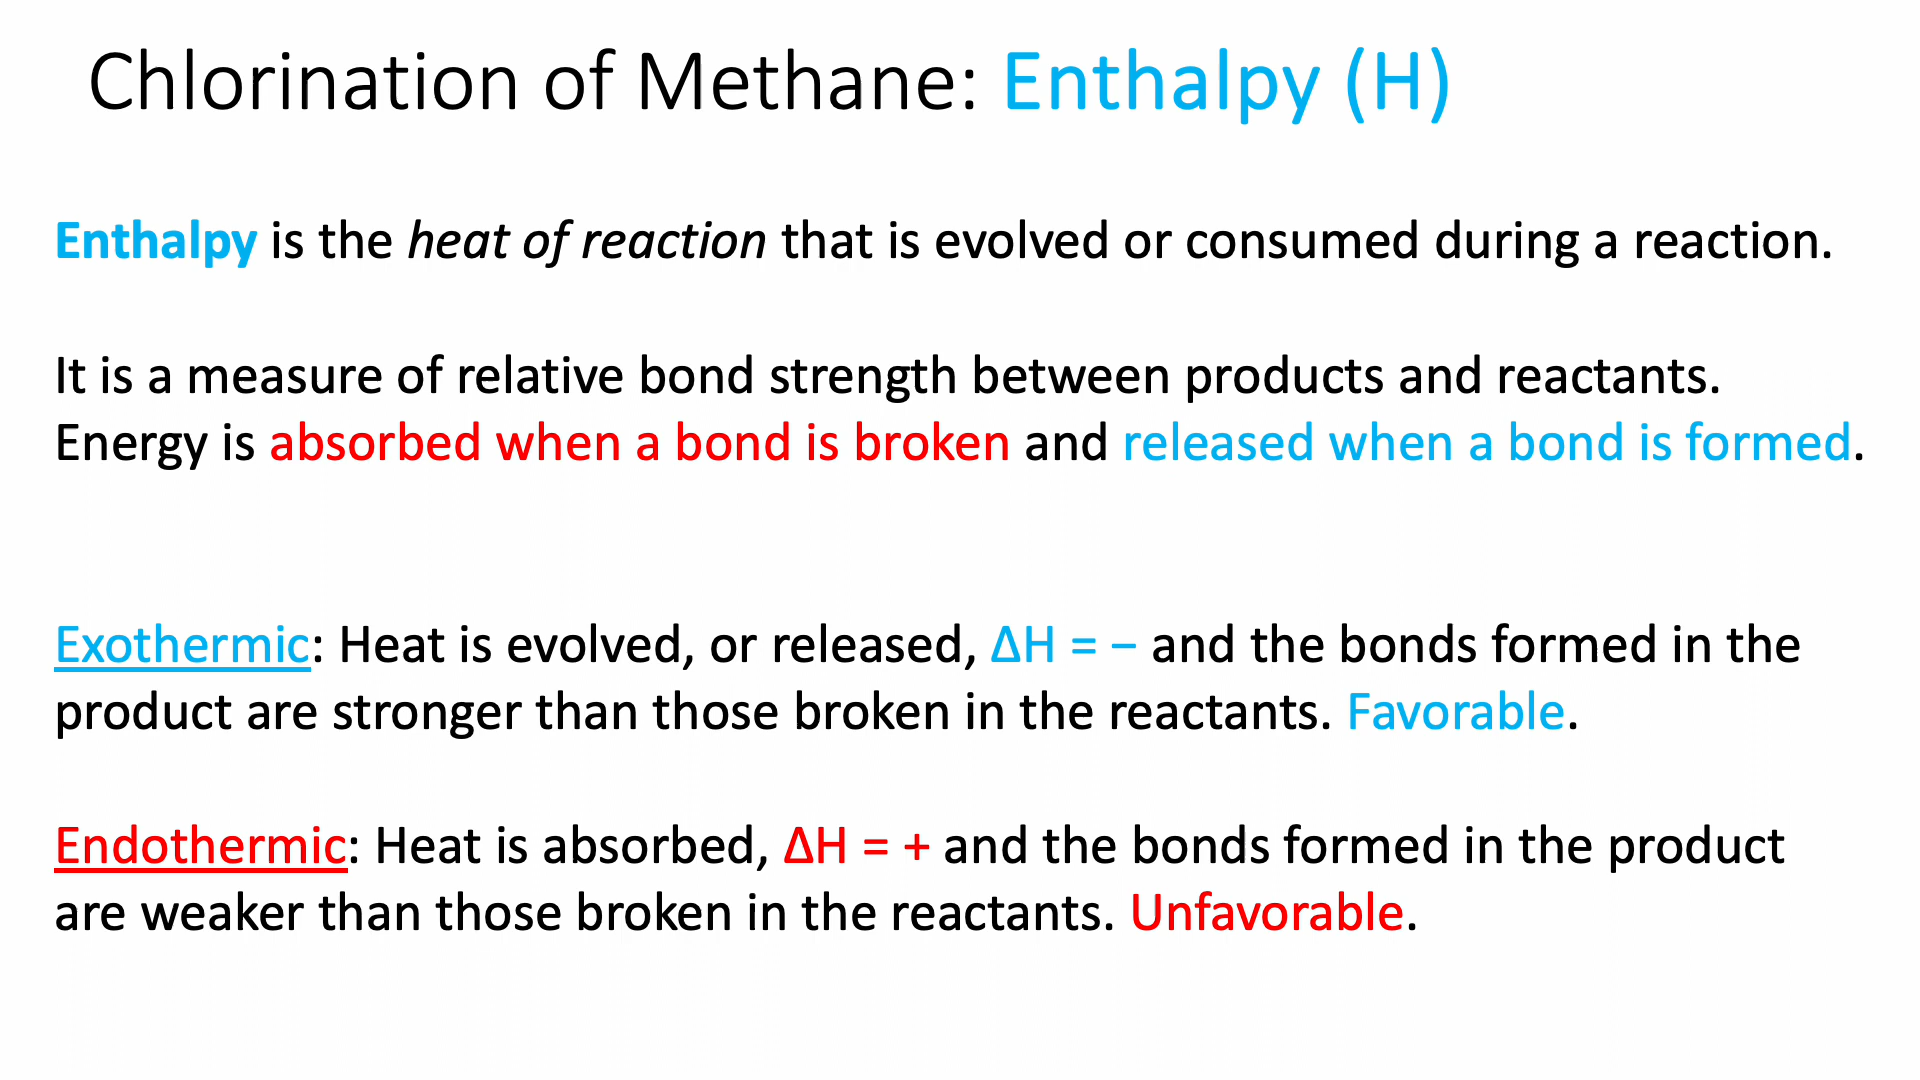 Chlorination of Methane: Enthalpy (H)
Enthalpy is the heat of reaction that is evolved or consumed during a reaction.
It is a measure of relative bond strength between products and reactants.
Energy is absorbed when a bond is broken and released when a bond is formed.
Exothermic: Heat is evolved, or released, ΔH = − and the bonds formed in the
product are stronger than those broken in the reactants. Favorable.
Endothermic: Heat is absorbed, ΔH = + and the bonds formed in the product
are weaker than those broken in the reactants. Unfavorable.